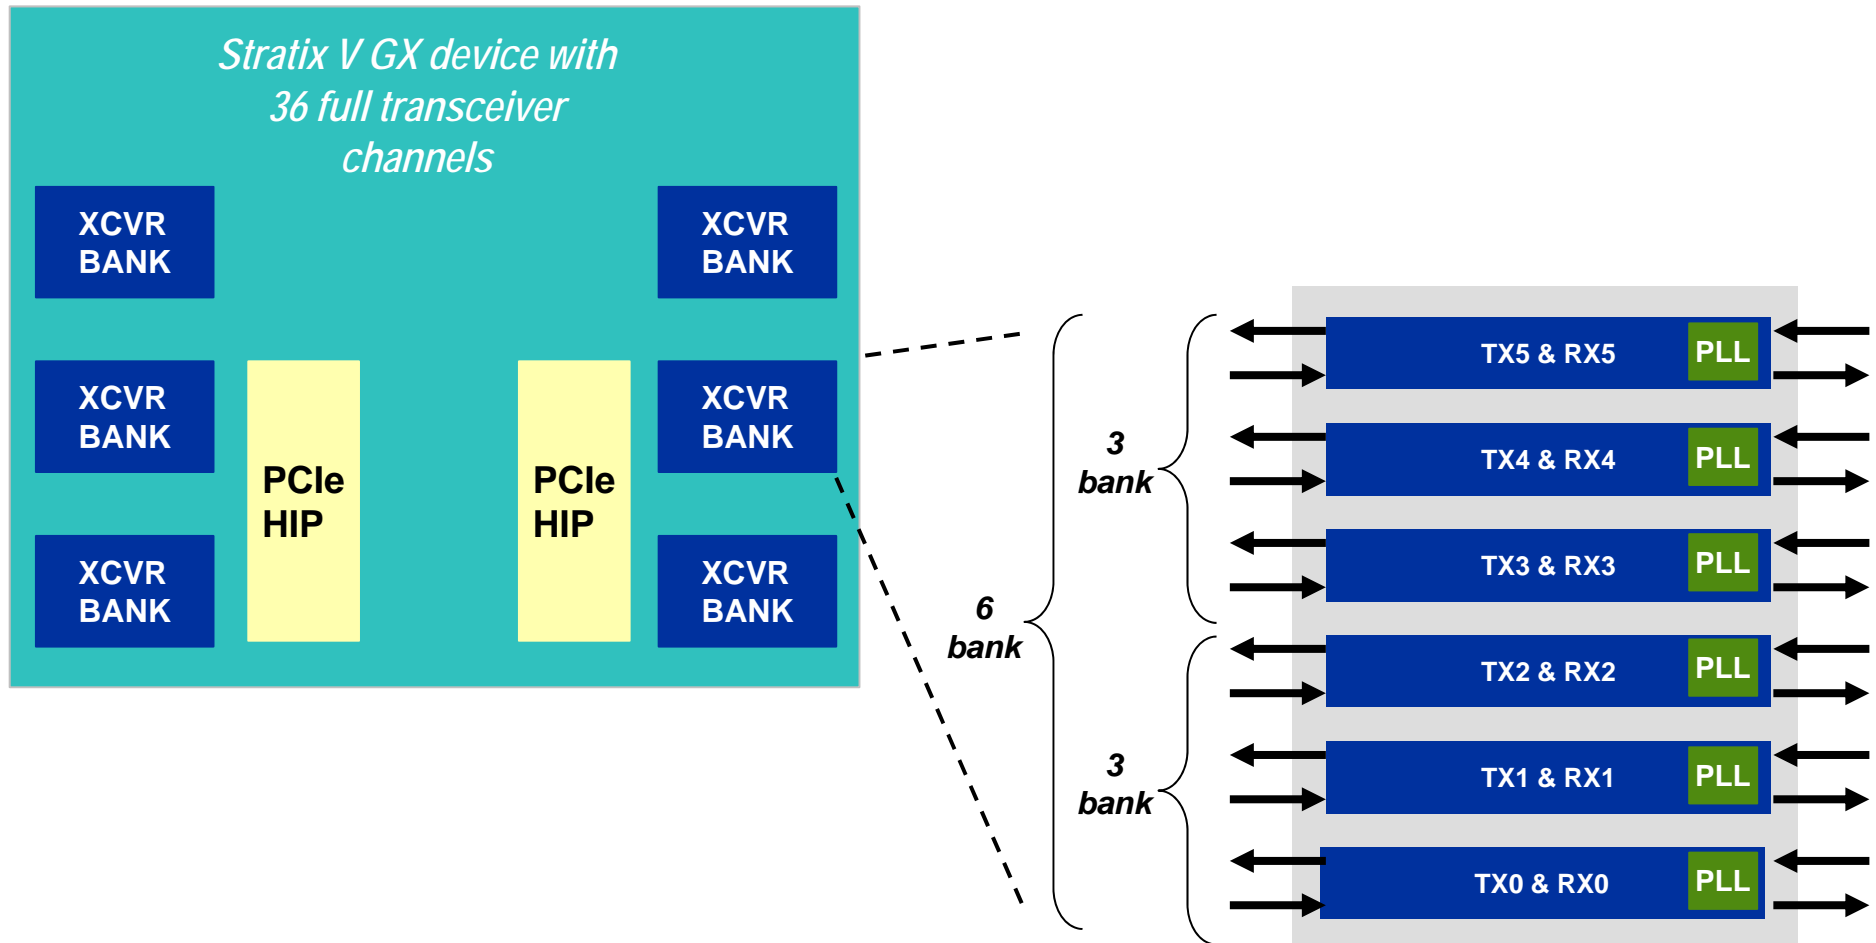 Stratix V GX device with
36 full transceiver
channels
XCVR
BANK
XCVR
BANK
XCVR
BANK
XCVR
BANK
XCVR
BANK
XCVR
BANK
PCIe
HIP
PCIe
HIP
6
bank
3
bank
3
bank
TX5 & RX5 PLL
TX4 & RX4 PLL
TX3 & RX3 PLL
TX2 & RX2 PLL
TX1 & RX1 PLL
TX0 & RX0 PLL